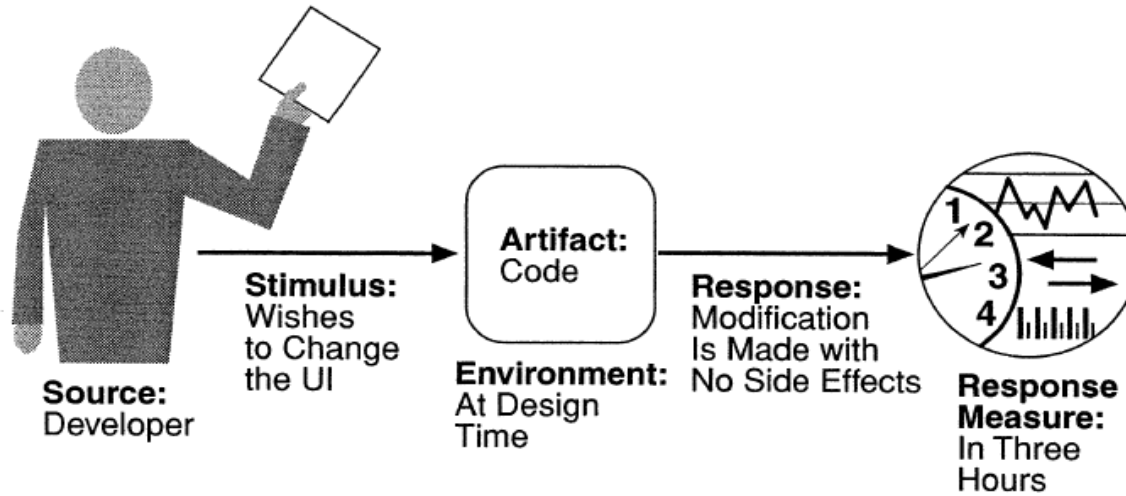 Source:
Developer
Stimulus:
Wishes
to Change
the UI
Artifact:
Code
Environment:
At Design
Time
Response:
Modification
Is Made with
No Side Effects
1
2
3
4
Response
Measure:
In Three
Hours